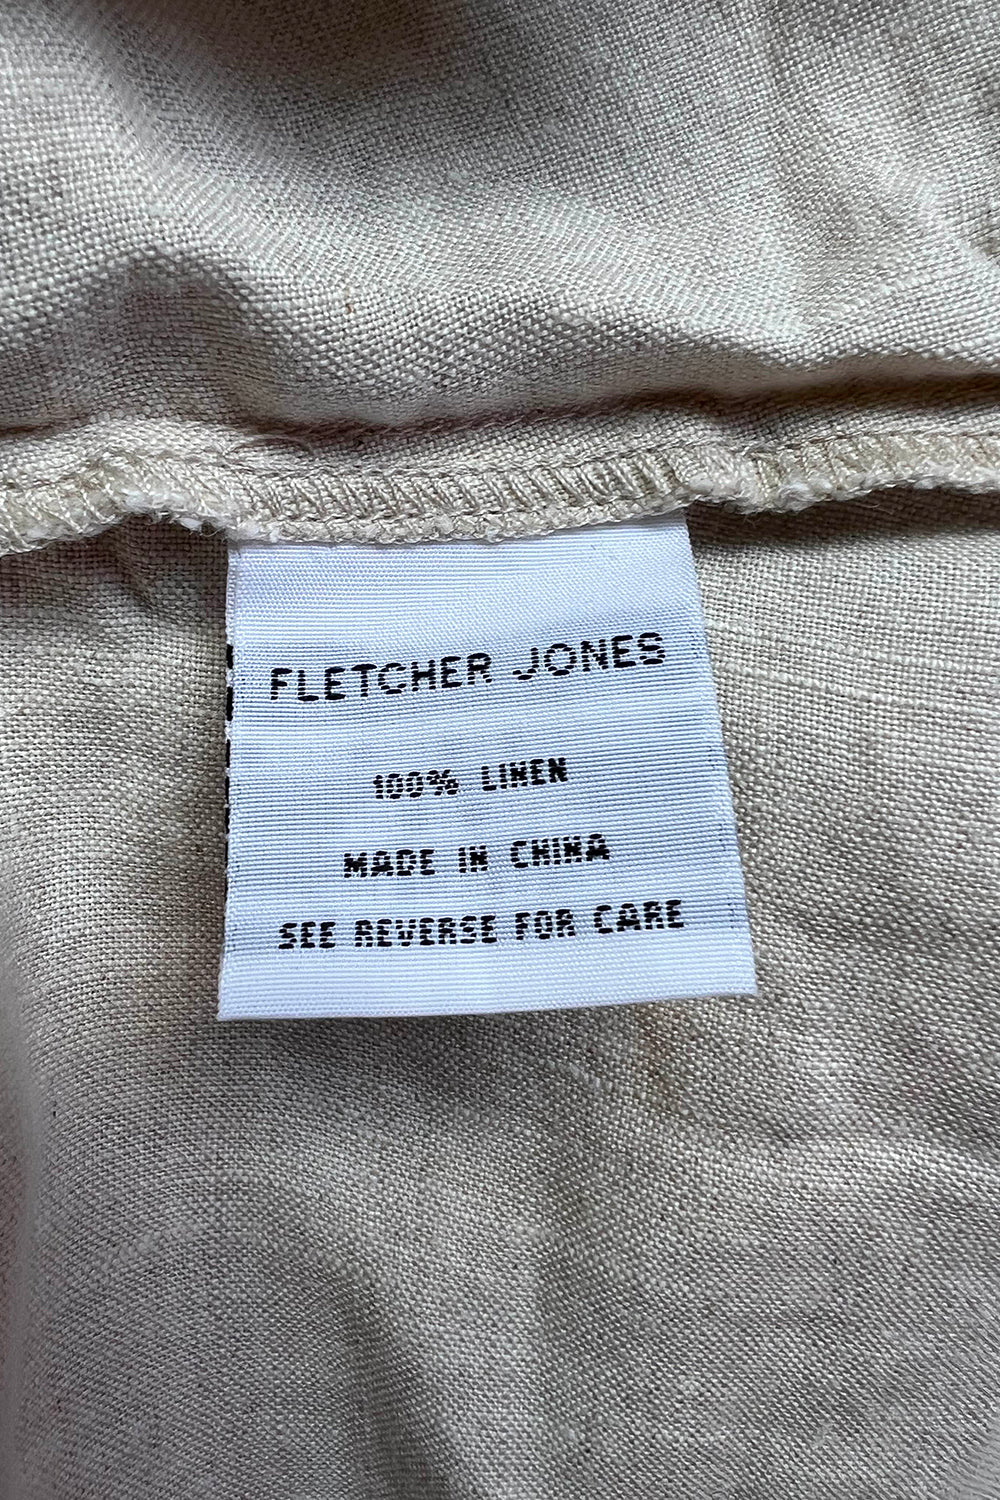 FLETCHER JONES
100% LINEN
MADE IN CHINA
SEE REVERSE FOR CARE